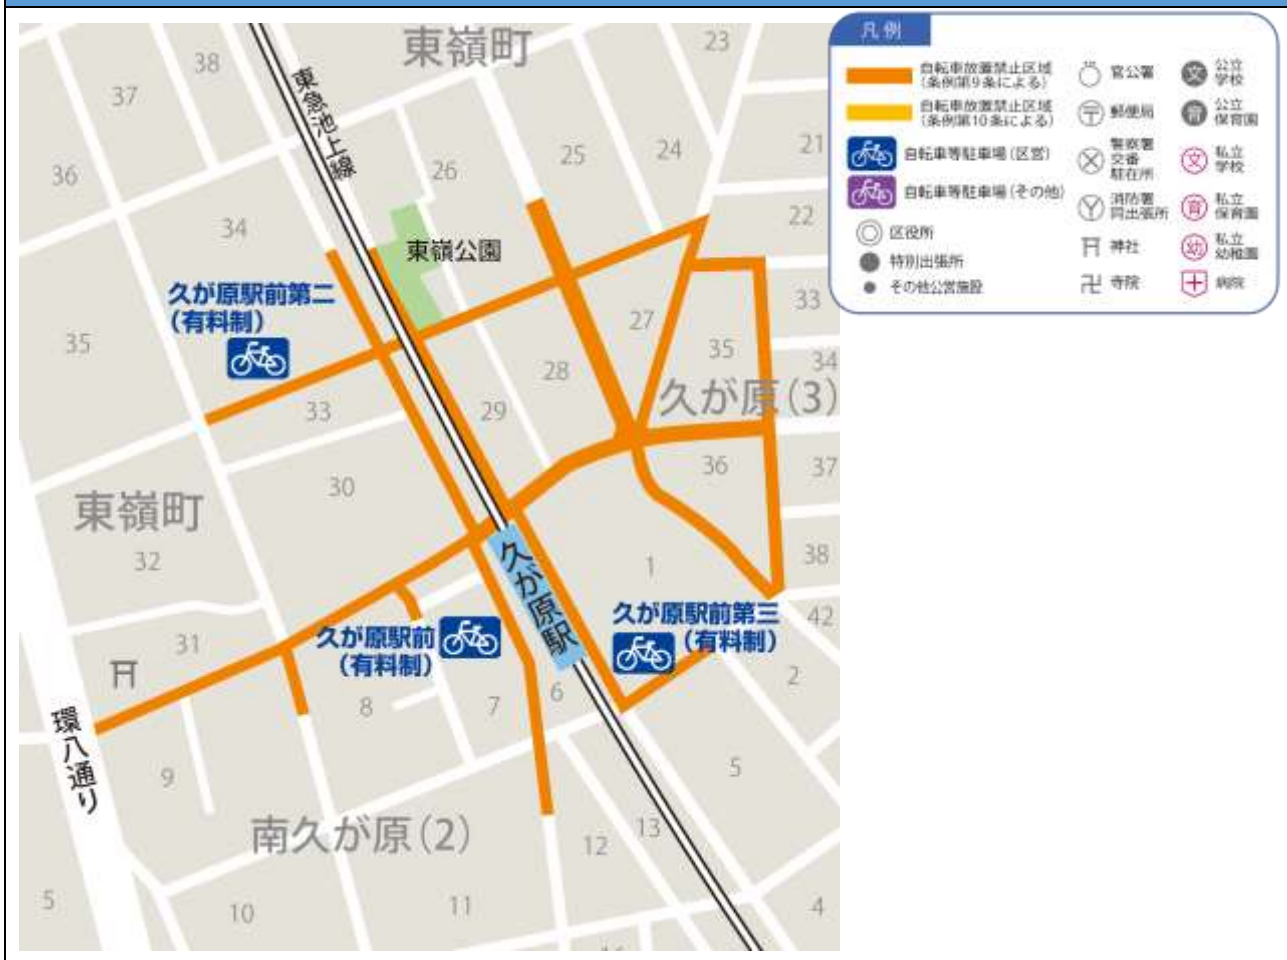 東嶺町
23
38
37
東急池上線
26
25
24
21
36
34
22
東嶺公園
久が原駅前第二
(有料制)
33
27
35
35
34
28
久が原(3)
33
29
36
37
30
東嶺町
32
38
1
久が原駅
久が原駅前第三
(有料制)
42
31
久が原駅前
(有料制)
2
6
8
7
環八通り
9
5
南久が原(2)
13
12
5
10
11
4
凡例
自転車放置禁止区域
(条例第9条による)
自転車放置禁止区域
(条例第10条による)
自転車等駐車場(区営)
自転車等駐車場(その他)
区役所
特別出張所
その他公営施設
官公署
郵便局
警察署
交番
駐在所
消防署
同出張所
神社
寺院
文
公立
学校
育
公立
保育園
文
私立
学校
育
私立
保育園
幼
私立
幼稚園
病院